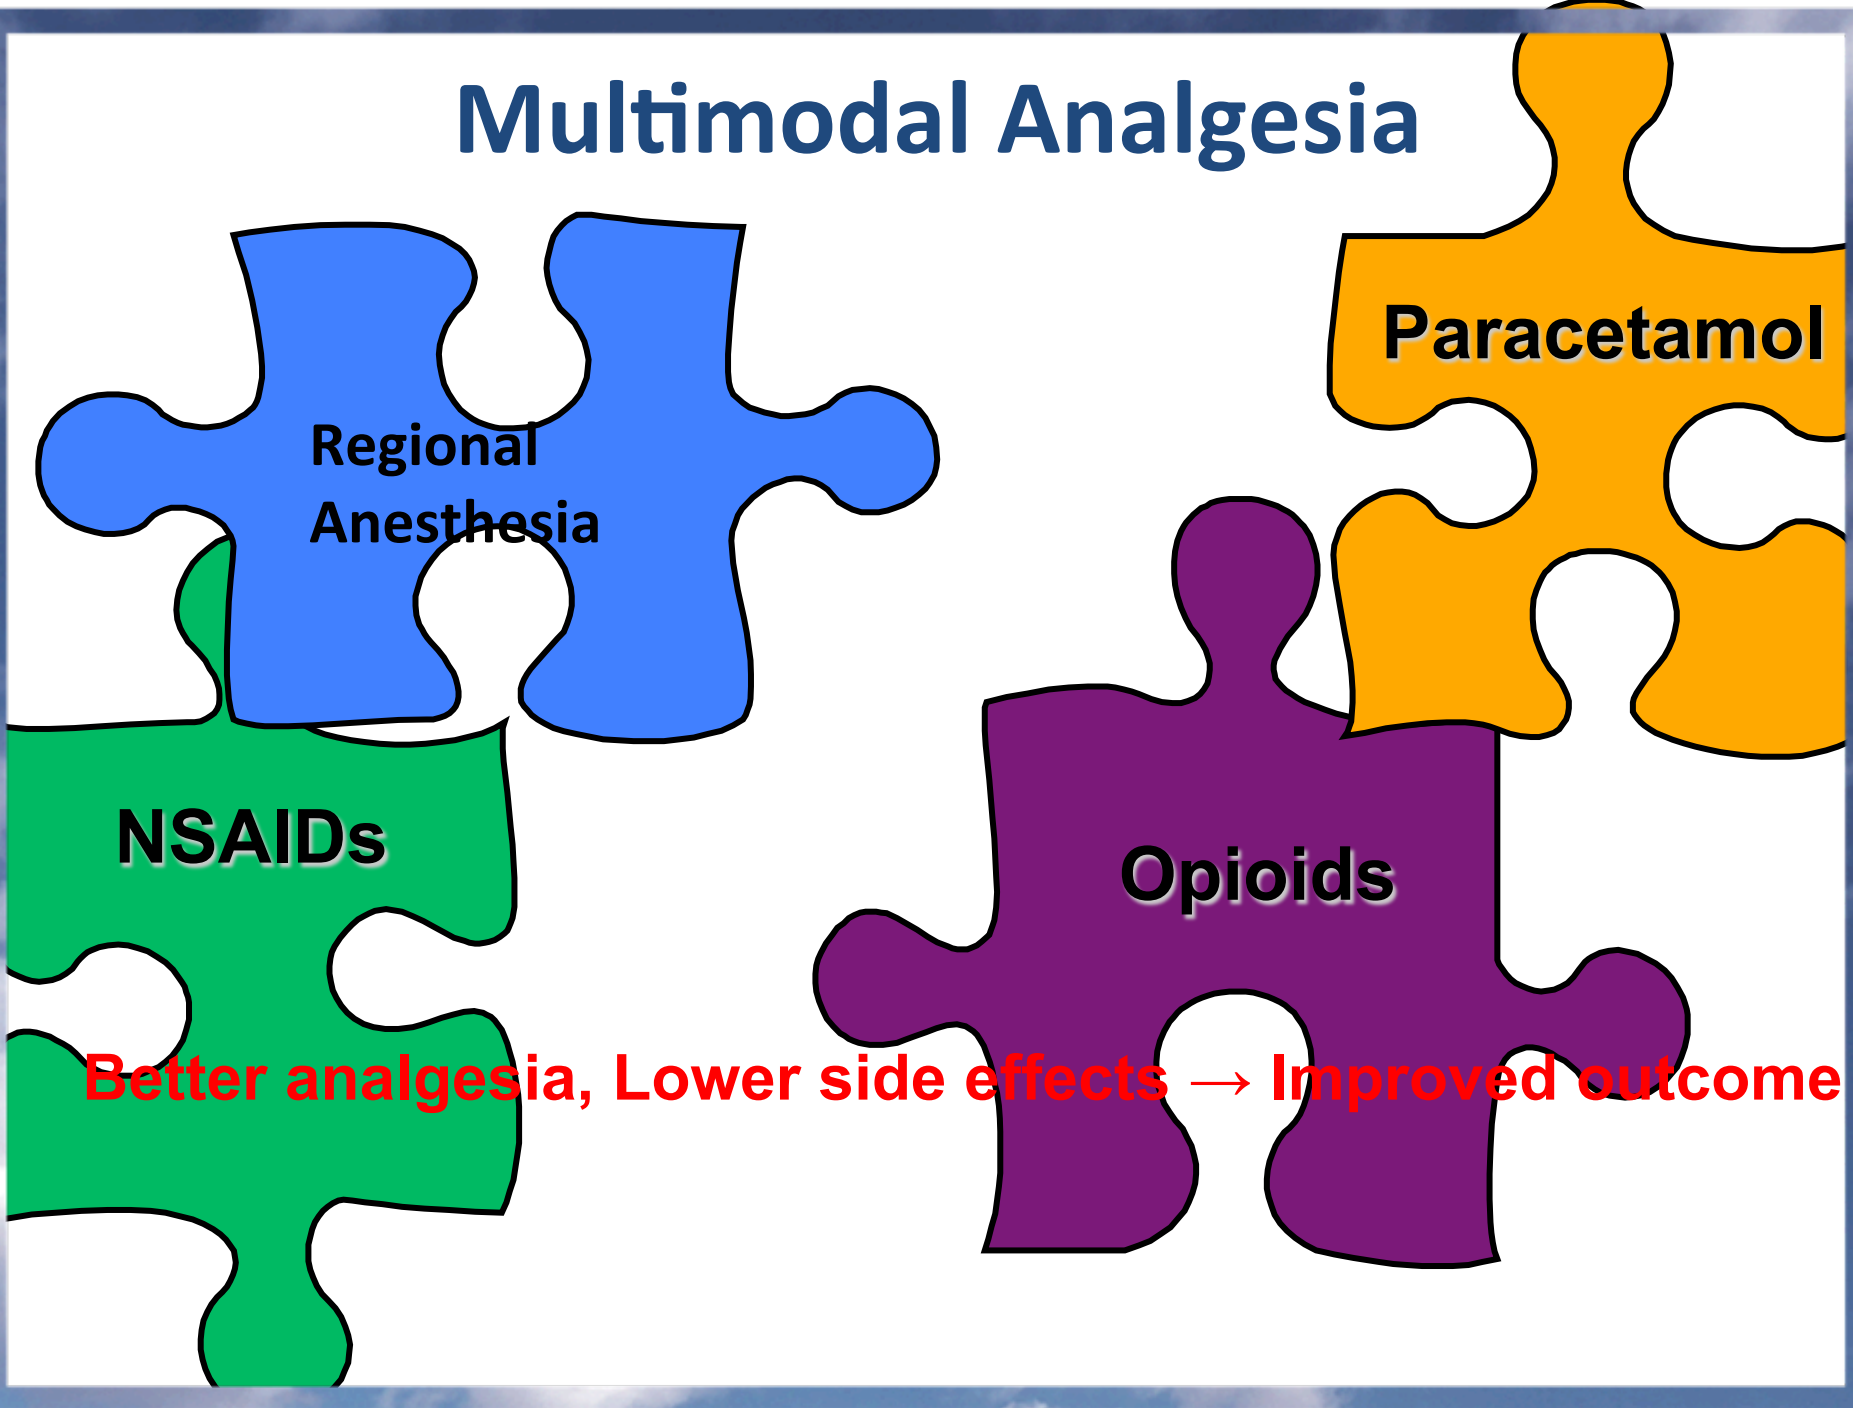 Multimodal Analgesia
Paracetamol
Regional
Anesthesia
NSAIDs
Opioids
Better analgesia, Lower side effects → Improved outcome